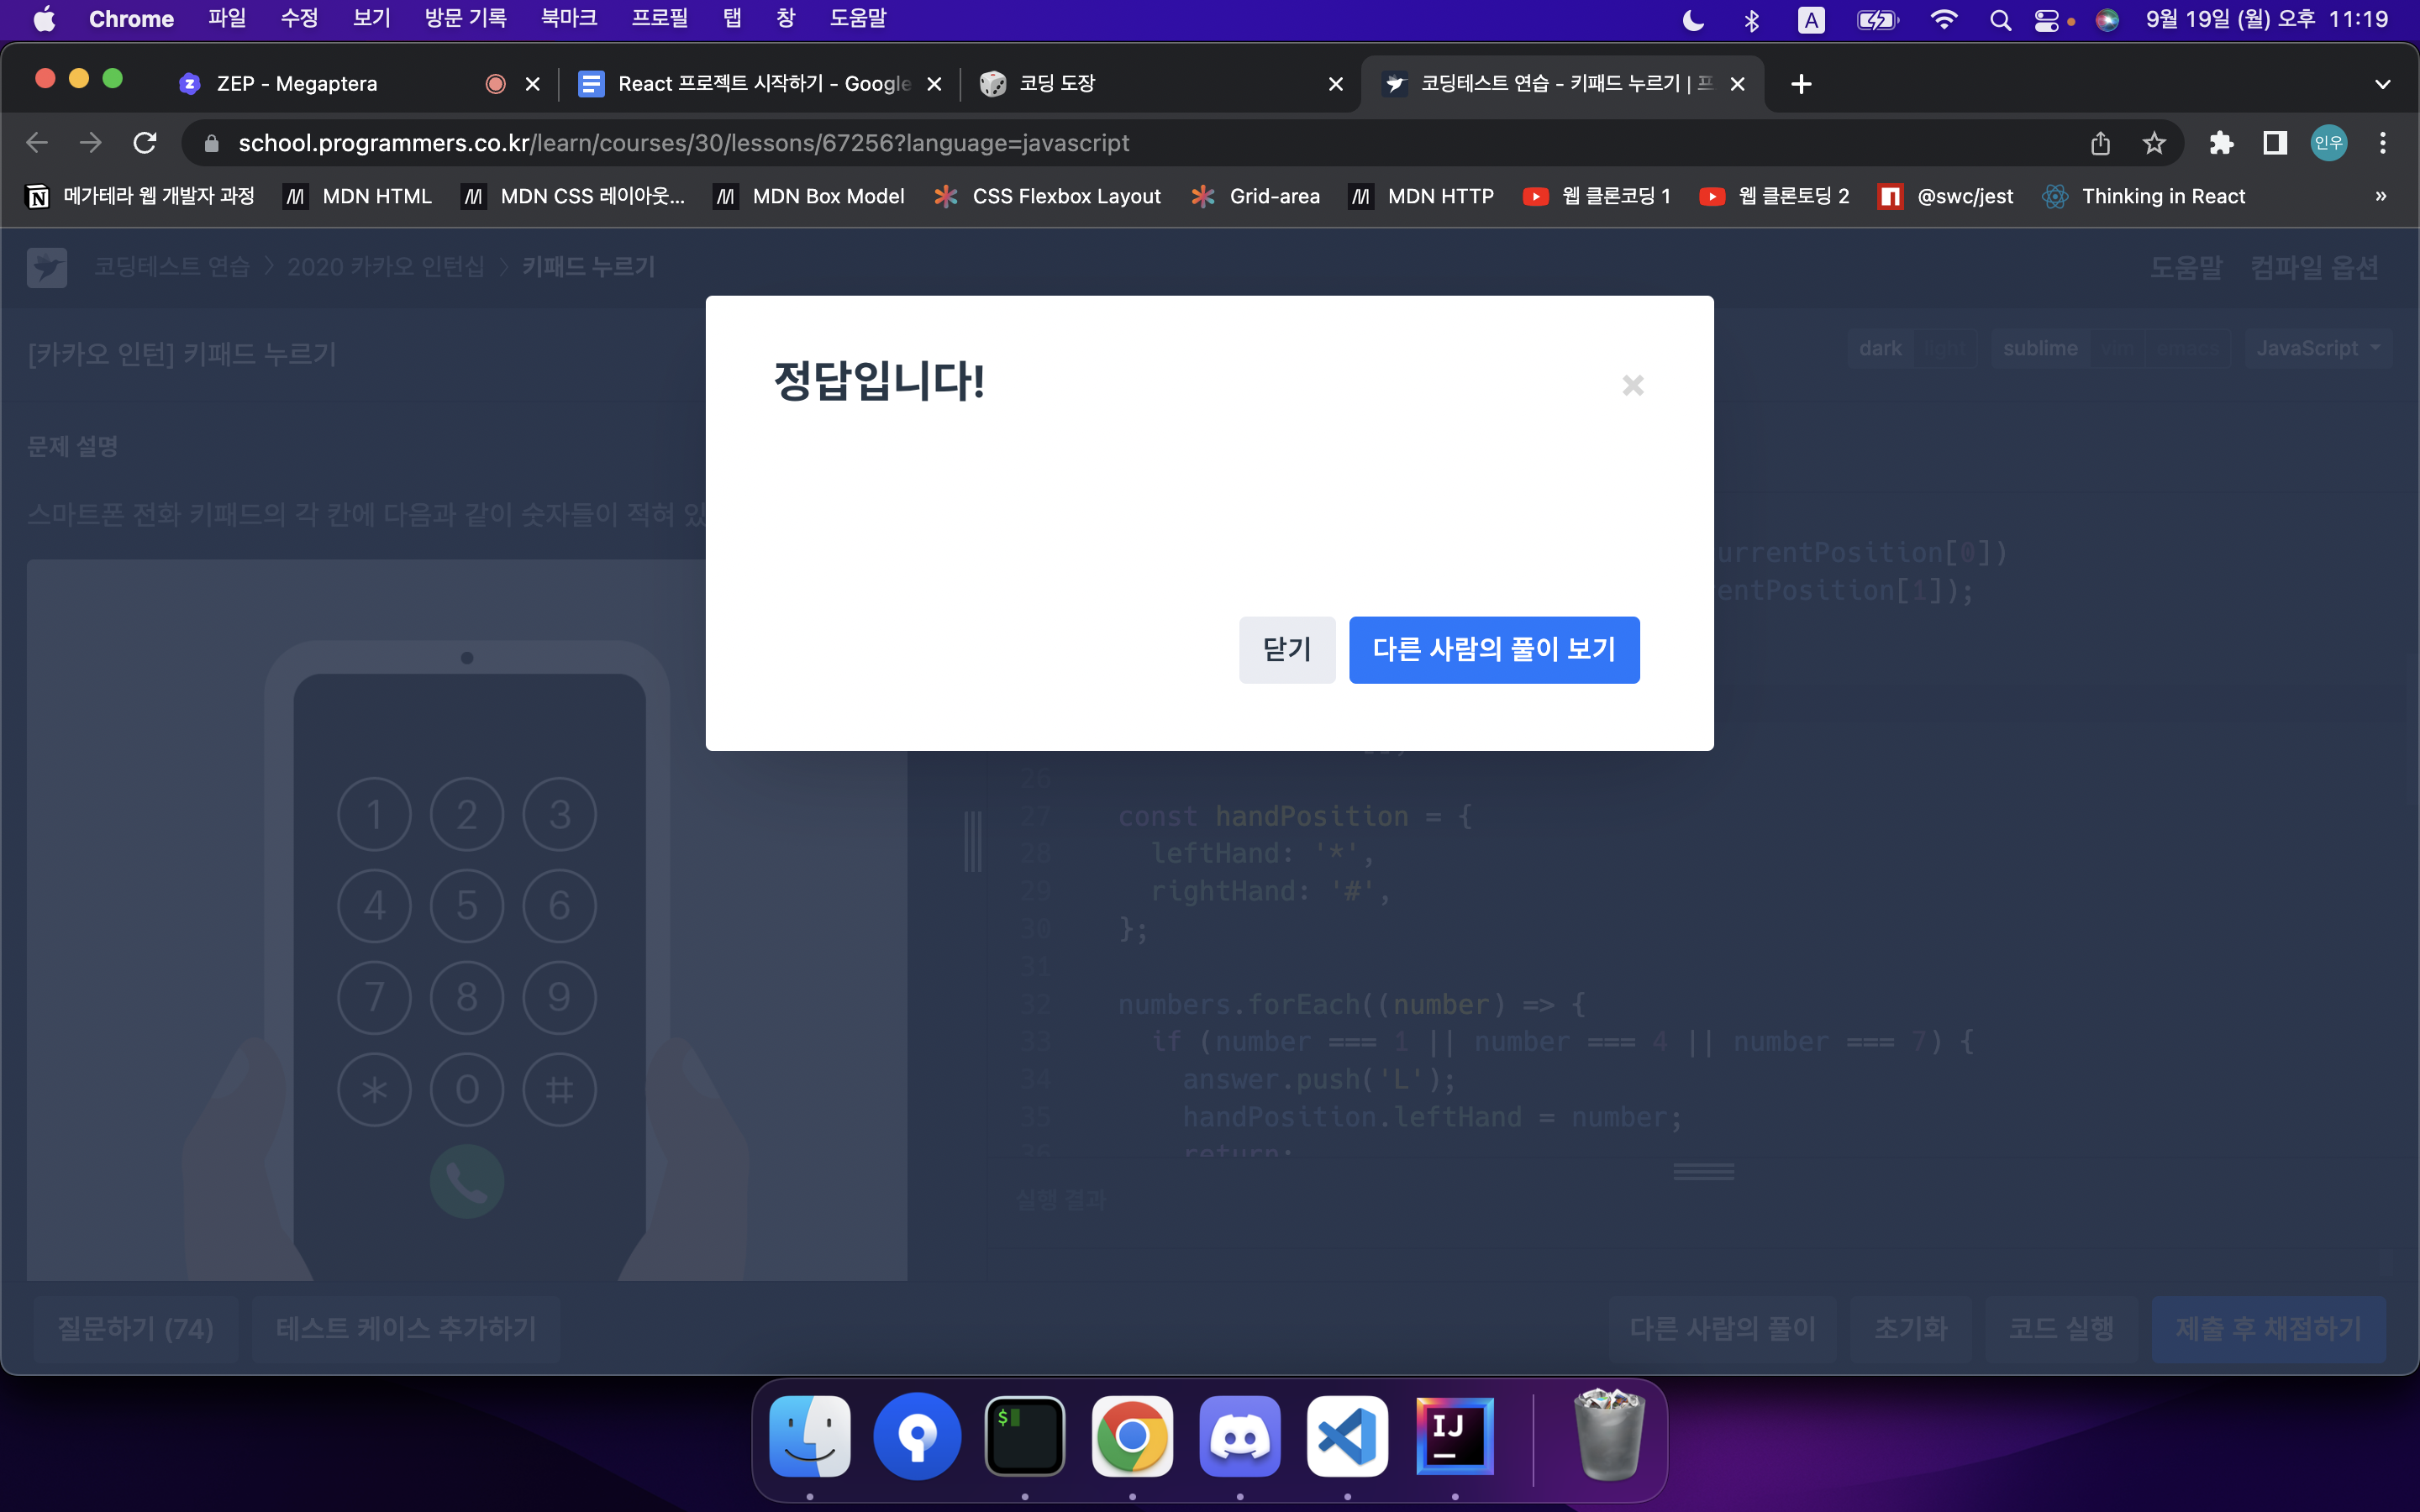 Chrome 파일 수정 보기 방문 기록 북마크 프로필 탭 창 도움말 A 9월 19일 (월) 오후 11:19
ZEP - Megaptera React 프로젝트 시작하기 - Google 코딩 도장 코딩테스트 연습 - 키패드 누르기 | 프
school.programmers.co.kr/learn/courses/30/lessons/67256?language=javascript 인우
메가테라 웹 개발자 과정 MDN HTML MDN CSS 레이아웃... MDN Box Model CSS Flexbox Layout Grid-area MDN HTTP 웹 클론코딩 1 웹 클론토딩 2 @swc/jest Thinking in React »
코딩테스트 연습 > 2020 카카오 인턴십 > 키패드 누르기 도움말 컴파일 옵션
[카카오 인턴] 키패드 누르기 dark light sublime vim emacs JavaScript
문제 설명
스마트폰 전화 키패드의 각 칸에 다음과 같이 숫자들이 적혀 있
정답입니다!
닫기 다른 사람의 풀이 보기
urrentPosition[0])
entPosition[1]);
1 2 3
4 5 6
7 8 9
* 0 #
26
27 const handPosition = {
28 leftHand: '*',
29 rightHand: '#',
30 };
31
32 numbers.forEach((number) => {
33 if (number === 1 || number === 4 || number === 7) {
34 answer.push('L');
35 handPosition.leftHand = number;
36 return;
실행 결과
질문하기 (74) 테스트 케이스 추가하기 다른 사람의 풀이 초기화 코드 실행 제출 후 채점하기
$ IJ